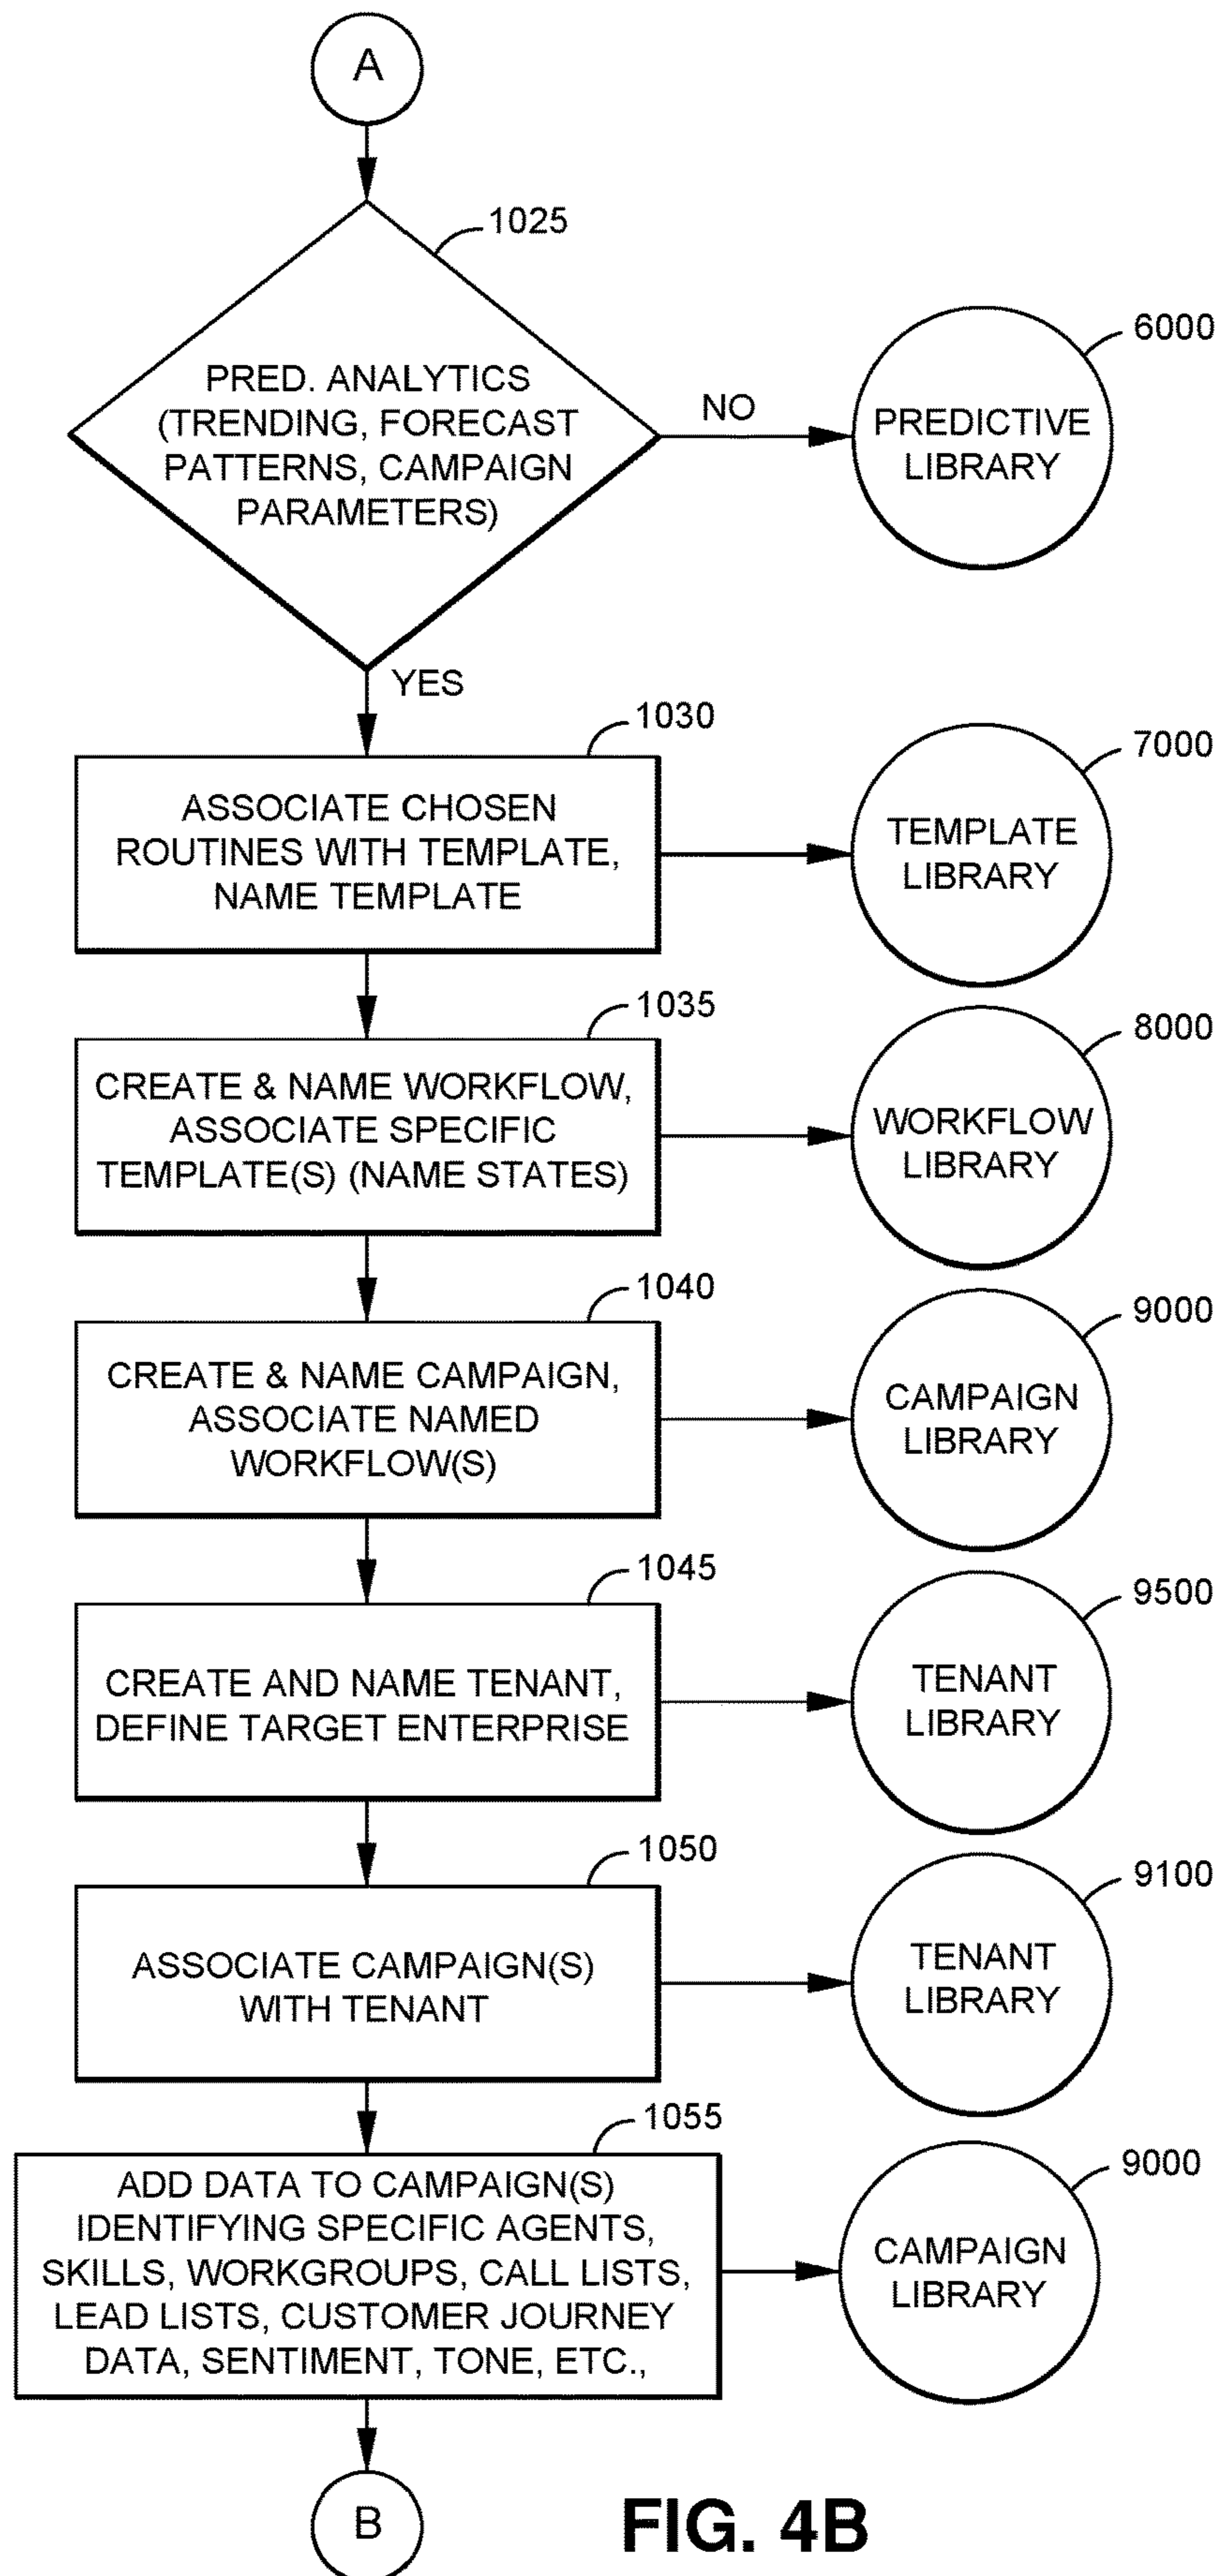 A
1025
PRED. ANALYTICS
(TRENDING, FORECAST
PATTERNS, CAMPAIGN
PARAMETERS)
NO
6000
PREDICTIVE
LIBRARY
YES
1030
ASSOCIATE CHOSEN
ROUTINES WITH TEMPLATE,
NAME TEMPLATE
7000
TEMPLATE
LIBRARY
1035
CREATE & NAME WORKFLOW,
ASSOCIATE SPECIFIC
TEMPLATE(S) (NAME STATES)
8000
WORKFLOW
LIBRARY
1040
CREATE & NAME CAMPAIGN,
ASSOCIATE NAMED
WORKFLOW(S)
9000
CAMPAIGN
LIBRARY
1045
CREATE AND NAME TENANT,
DEFINE TARGET ENTERPRISE
9500
TENANT
LIBRARY
1050
ASSOCIATE CAMPAIGN(S)
WITH TENANT
9100
TENANT
LIBRARY
1055
ADD DATA TO CAMPAIGN(S)
IDENTIFYING SPECIFIC AGENTS,
SKILLS, WORKGROUPS, CALL LISTS,
LEAD LISTS, CUSTOMER JOURNEY
DATA, SENTIMENT, TONE, ETC.,
9000
CAMPAIGN
LIBRARY
B
FIG. 4B